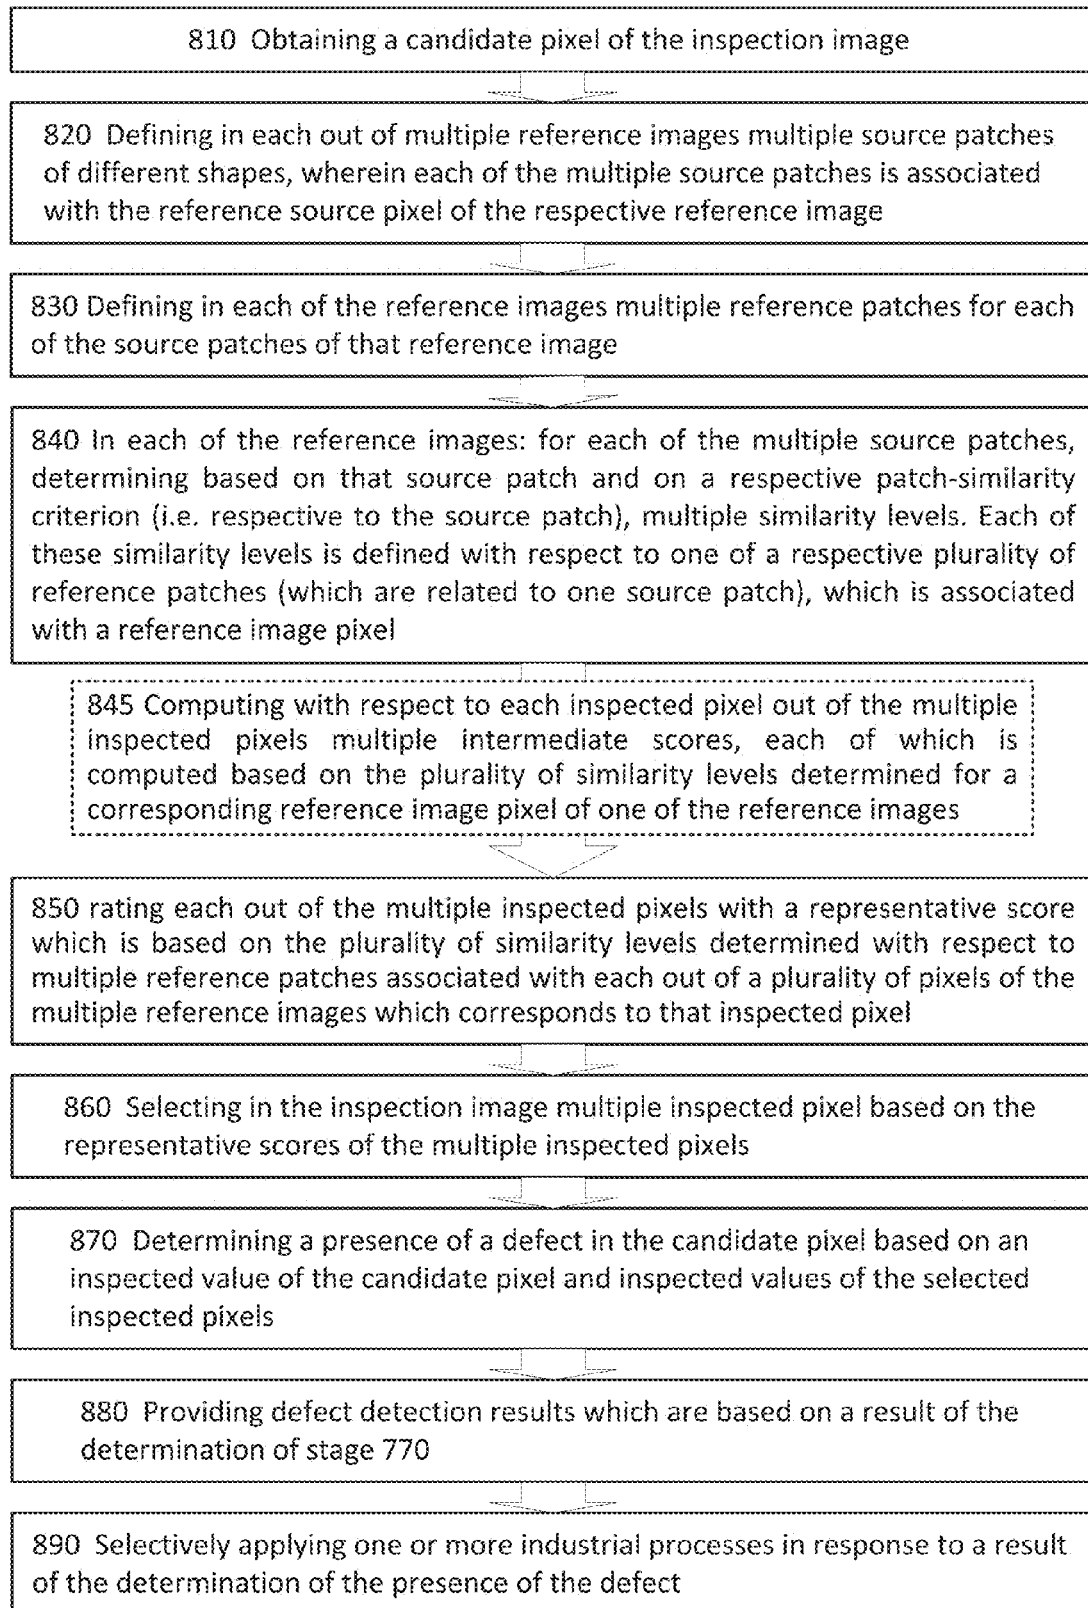 810 Obtaining a candidate pixel of the inspection image
820 Defining in each out of multiple reference images multiple source patches
of different shapes, wherein each of the multiple source patches is associated
with the reference source pixel of the respective reference image
830 Defining in each of the reference images multiple reference patches for each
of the source patches of that reference image
840 In each of the reference images: for each of the multiple source patches,
determining based on that source patch and on a respective patch-similarity
criterion (i.e. respective to the source patch), multiple similarity levels. Each of
these similarity levels is defined with respect to one of a respective plurality of
reference patches (which are related to one source patch), which is associated
with a reference image pixel
845 Computing with respect to each inspected pixel out of the multiple
inspected pixels multiple intermediate scores, each of which is
computed based on the plurality of similarity levels determined for a
corresponding reference image pixel of one of the reference images
850 rating each out of the multiple inspected pixels with a representative score
which is based on the plurality of similarity levels determined with respect to
multiple reference patches associated with each out of a plurality of pixels of the
multiple reference images which corresponds to that inspected pixel
860 Selecting in the inspection image multiple inspected pixel based on the
representative scores of the multiple inspected pixels
870 Determining a presence of a defect in the candidate pixel based on an
inspected value of the candidate pixel and inspected values of the selected
inspected pixels
880 Providing defect detection results which are based on a result of the
determination of stage 770
890 Selectively applying one or more industrial processes in response to a result
of the determination of the presence of the defect